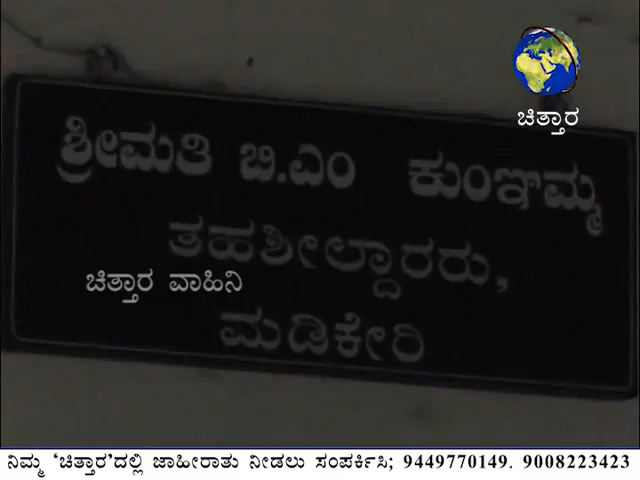 ಚಿತ್ತಾರ
ಶ್ರೀಮತಿ ಬಿ.ಎಂ ಕುಂಞಮ್ಮ
ತಹಶೀಲ್ದಾರರು,
ಚಿತ್ತಾರ ವಾಹಿನಿ
ಮಡಿಕೇರಿ
ನಿಮ್ಮ ‘ಚಿತ್ತಾರ’ದಲ್ಲಿ ಜಾಹೀರಾತು ನೀಡಲು ಸಂಪರ್ಕಿಸಿ; 9449770149. 9008223423